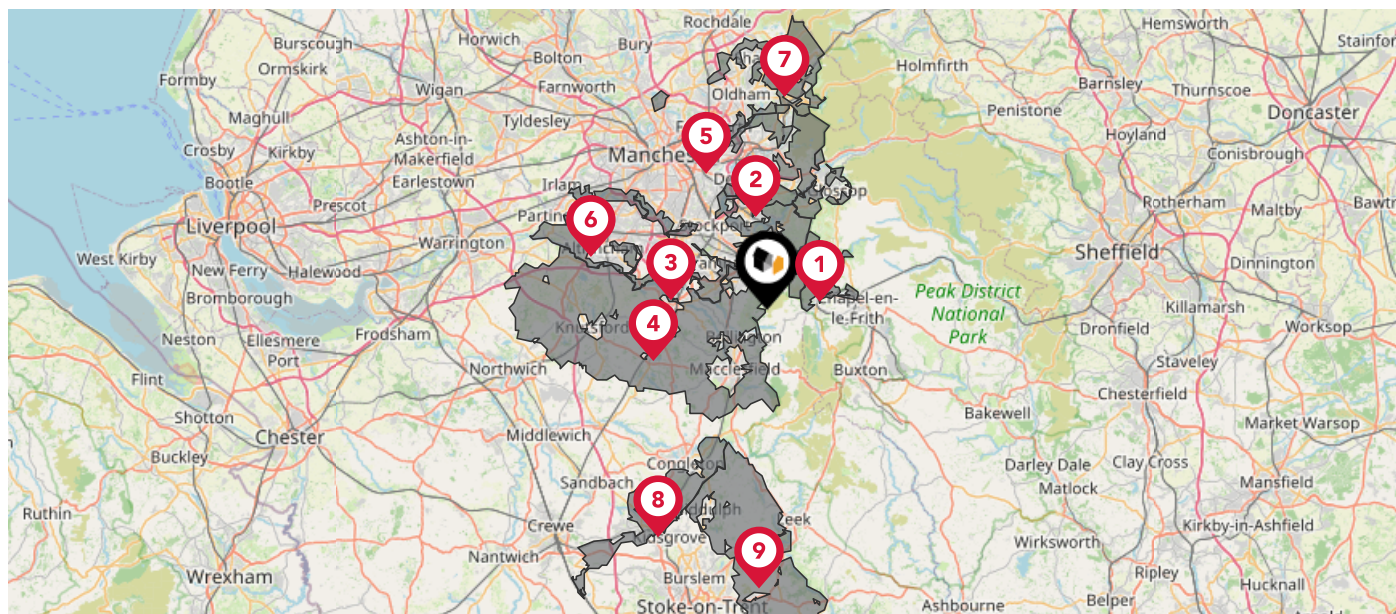 Rochdale
Hemsworth
Stainfor
Burscough
Horwich
Bury
Bolton
Holmfirth
Ormskirk
Formby
Wigan
Farnworth
Oldham
Barnsley
Thurnscoe
Doncaster
Penistone
Maghull
Tyldesley
Hoyland
Crosby
Kirkby
Ashton-in-
Makerfield
Manches
Conisbrough
Bootle
Earlestown
Irlam
Rotherham
Maltby
Bawtr
Prescot
Partin
Stockpor
Liverpool
Warrington
Sheffield
West Kirby
New Ferry
Halewood
Dinnington
Bromborough
Peak District
National
Park
Chapel-en-
le-Frith
Killamarsh
Neston
Ellesmere
Port
Frodsham
Knutsford
Bollington
Dronfield
Worksop
Flint
Northwich
Macclesfield
Buxton
Staveley
Chesterfield
Shotton
Bakewell
Market Warsop
Chester
Middlewich
Buckley
Congleton
Darley Dale
Clay Cross
Matlock
Mansfield
Sandbach
Ruthin
Crewe
Kirkby-in-Ashfield
Nantwich
Wirksworth
Wrexham
Burslem
Ripley
Hucknall
Stoke-on-Trent
Ashbourne
Belper
7
5
2
6
3
1
4
8
9